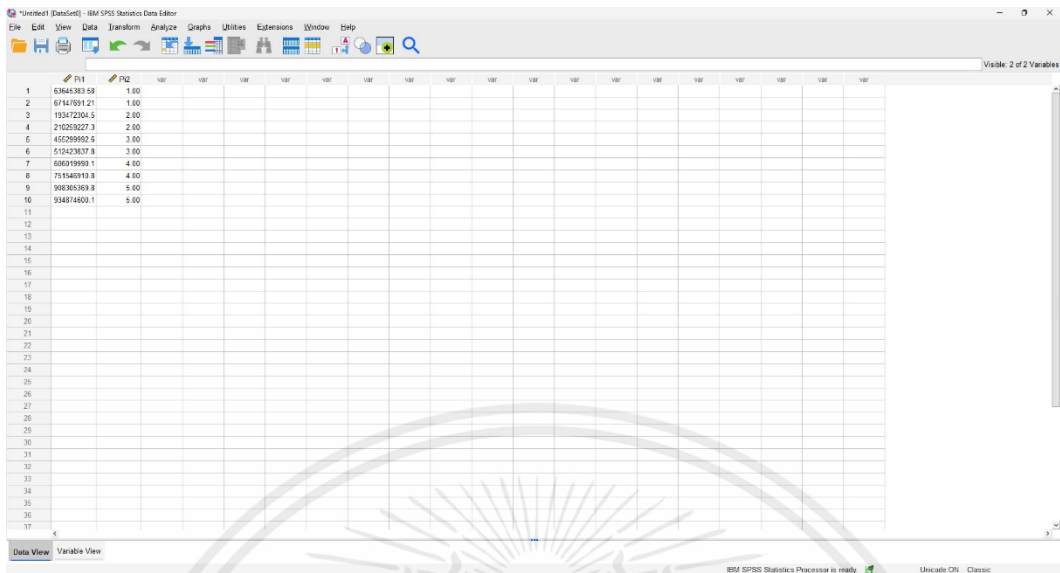 *Untitled1 [DataSet0] - IBM SPSS Statistics Data Editor
File Edit View Data Transform Analyze Graphs Utilities Extensions Window Help
Visible: 2 of 2 Variables
Pi1 Pi2 var var var var var var var var var var var var var var var var var var
1 63645383.58 1.00
2 67147691.21 1.00
3 193472304.5 2.00
4 210259227.3 2.00
5 455299992.6 3.00
6 512423837.8 3.00
7 606019990.1 4.00
8 751546910.8 4.00
9 908305369.8 5.00
10 934874600.1 5.00
11
12
13
14
15
16
17
18
19
20
21
22
23
24
25
26
27
28
29
30
31
32
33
34
35
36
37
Data View Variable View
IBM SPSS Statistics Processor is ready Unicode:ON Classic